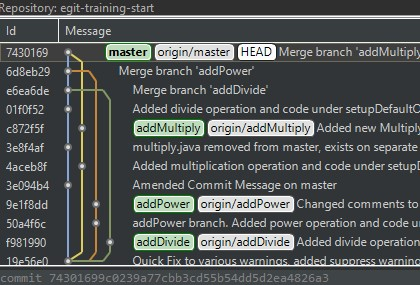 Repository: egit-training-start
Id Message
7430169 master origin/master HEAD Merge branch 'addMultiply
6d8eb29 Merge branch 'addPower'
e6ea6de Merge branch 'addDivide'
01f0f52 Added divide operation and code under setupDefaultO
c872f5f addMultiply origin/addMultiply Added new Multiply
3e8f4af multiply.java removed from master, exists on separate
4aceb8f Added multiplication operation and code under setupD
3e094b4 Amended Commit Message on master
9e1f8dd addPower origin/addPower Changed comments to
50a4f6c addPower branch. Added power operation and code u
f981990 addDivide origin/addDivide Added divide operation
19e56e0 Quick Fix to various warnings, added suppress warning
commit 74301699c0239a77cbb3cd55b54dd5d2ea4826a3